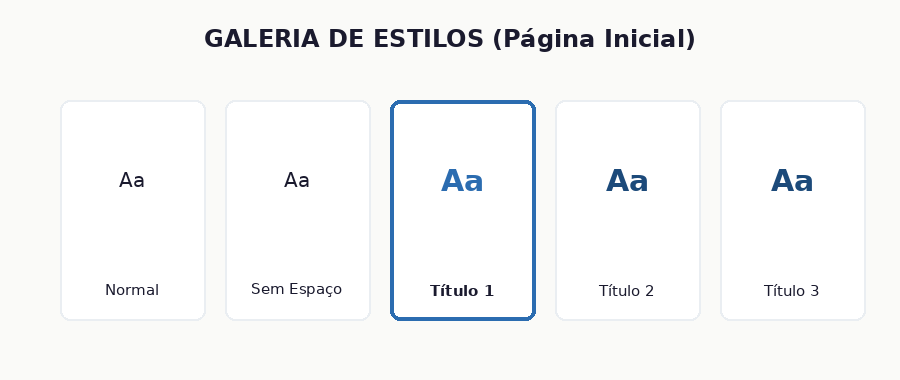 GALERIA DE ESTILOS (Página Inicial)
Aa
Aa
Aa
Aa
Aa
Normal
Sem Espaço
Título 1
Título 2
Título 3